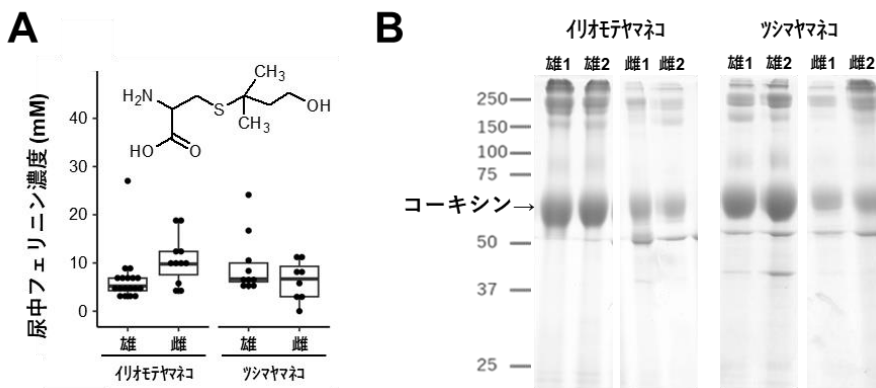 A
尿中フェリニン濃度 (mM)
40
30
20
10
0
H₂N
HO
O
S
CH₃
CH₃
OH
雄 雌 雄 雌
イリオモテヤマネコ ツシマヤマネコ
B
イリオモテヤマネコ ツシマヤマネコ
雄1 雄2 雌1 雌2 雄1 雄2 雌1 雌2
250
150
100
75
コーキシン→
50
37
25